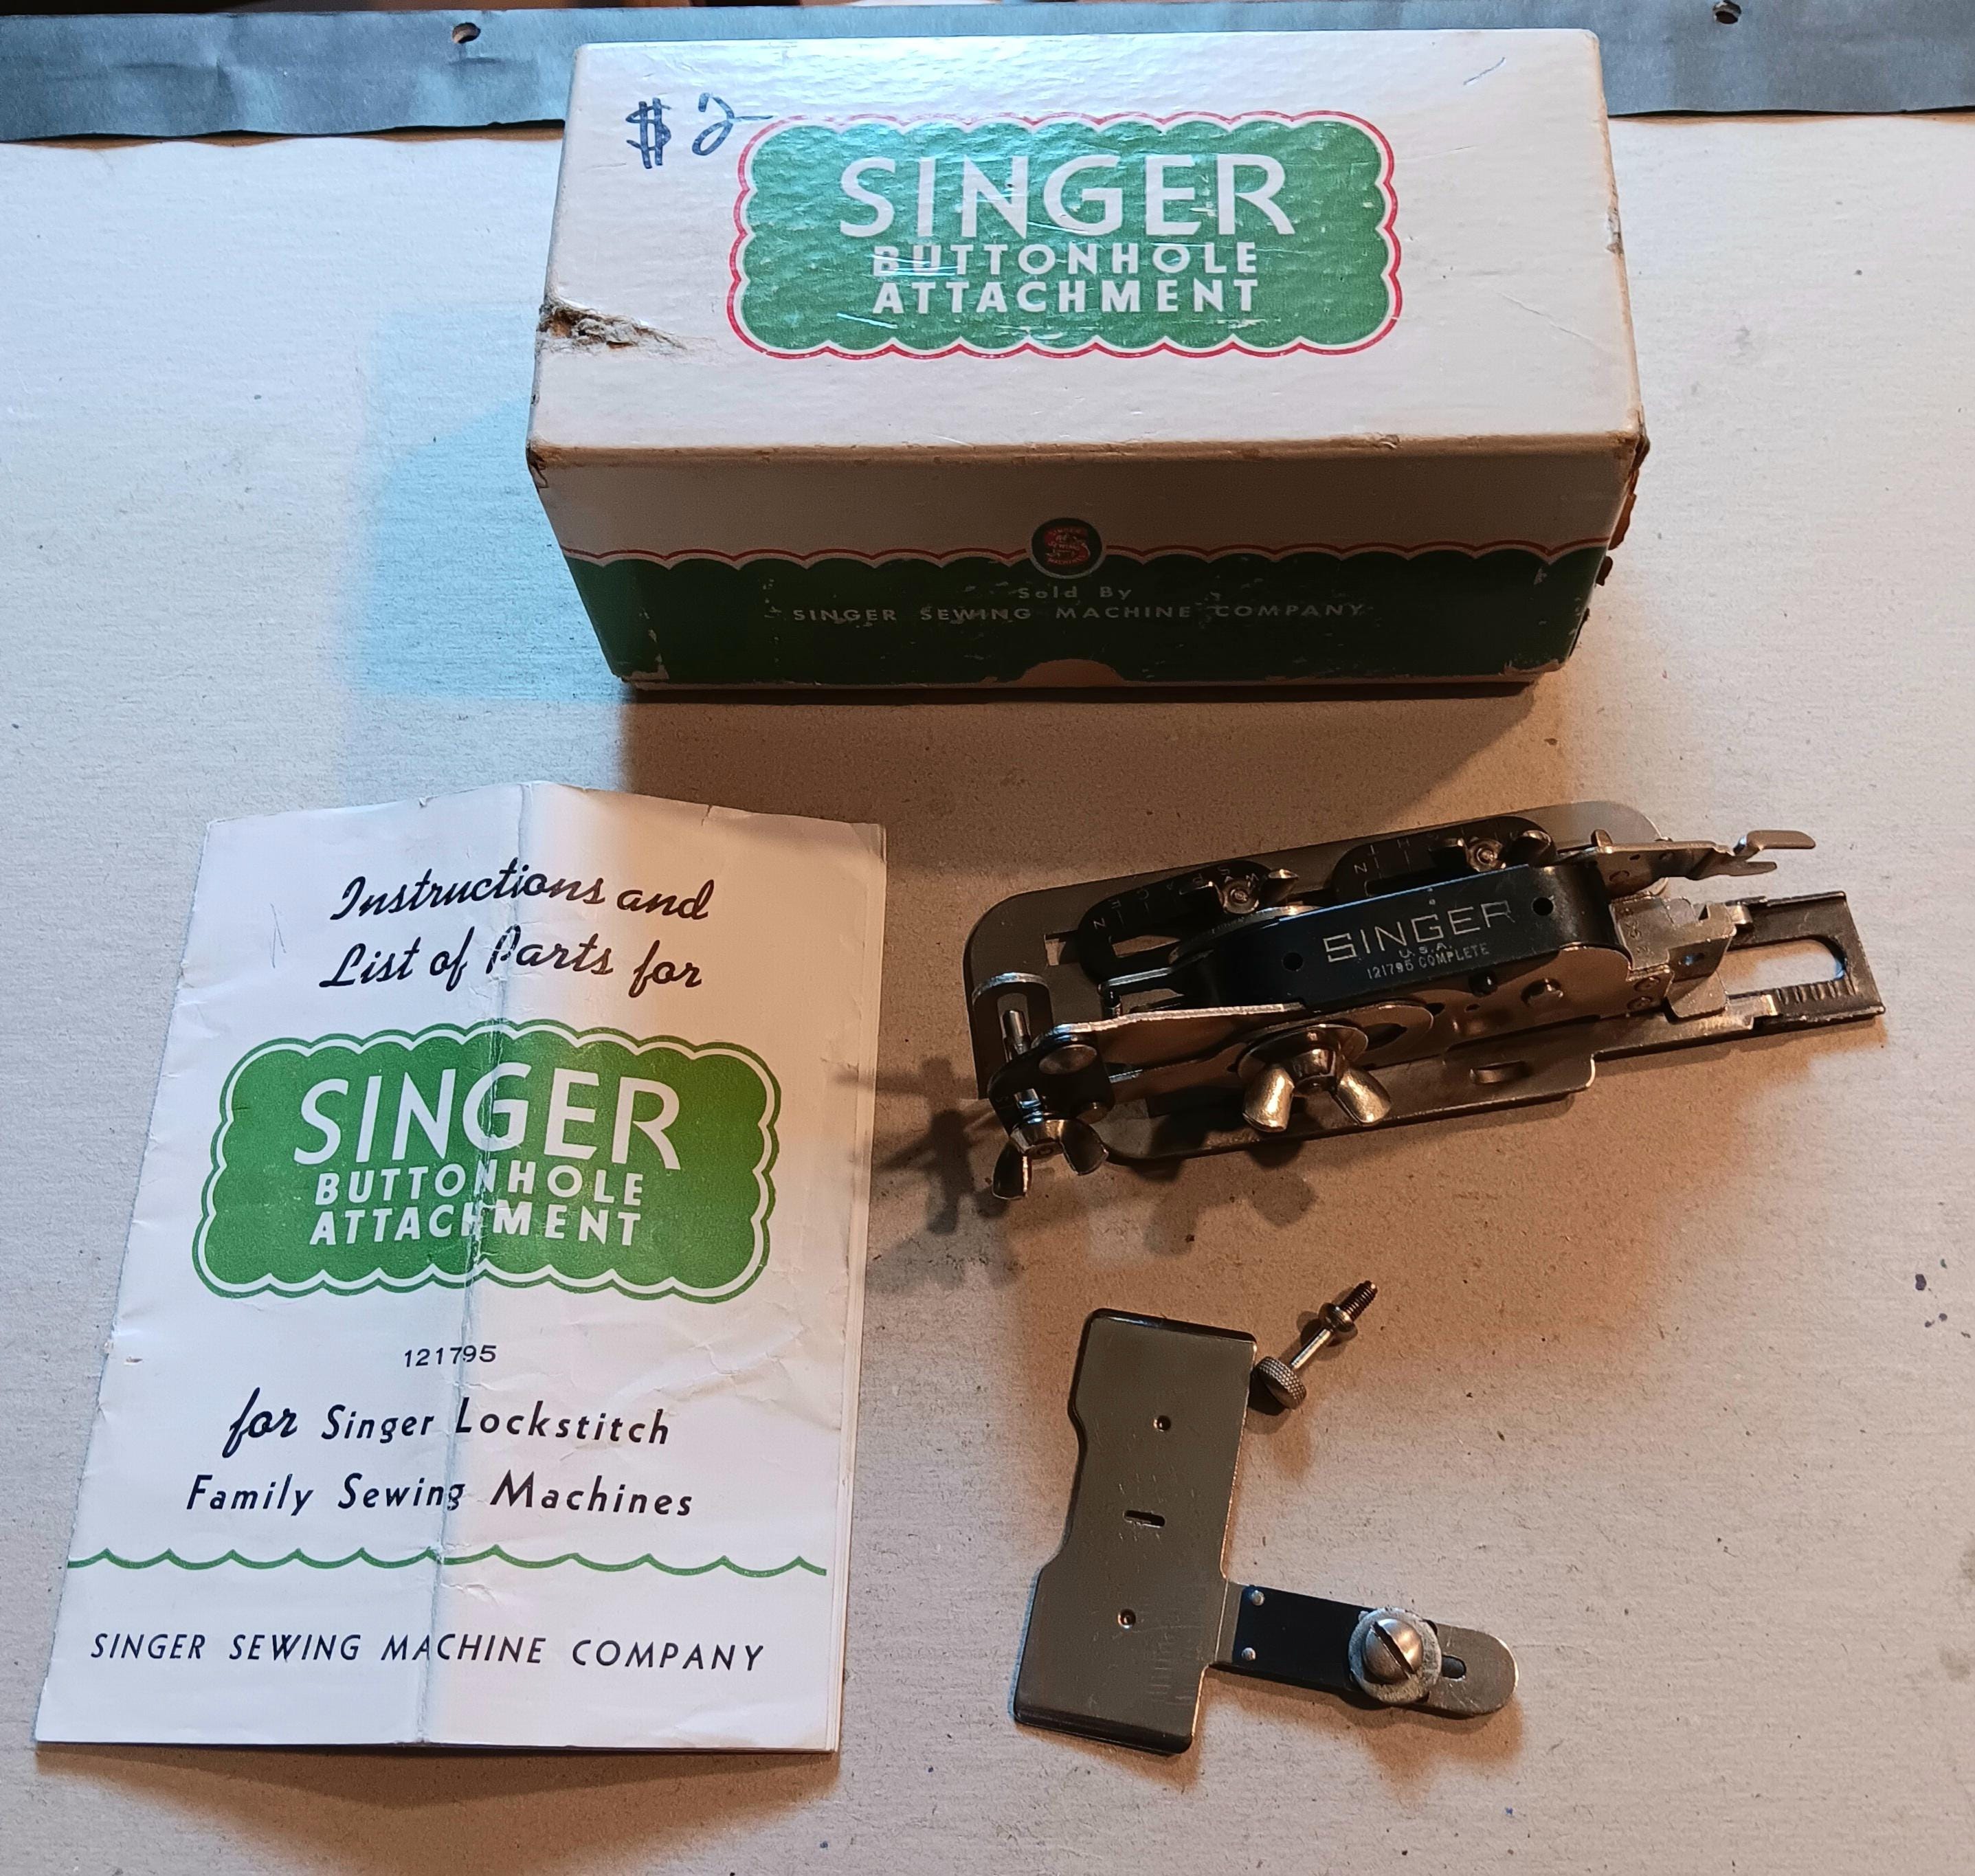 $2
SINGER
BUTTONHOLE
ATTACHMENT
Sold By
SINGER SEWING MACHINE COMPANY
Instructions and
List of Parts for
SINGER
BUTTONHOLE
ATTACHMENT
121795
for Singer Lockstitch
Family Sewing Machines
SINGER SEWING MACHINE COMPANY
SINGER
U.S.A.
121795 COMPLETE